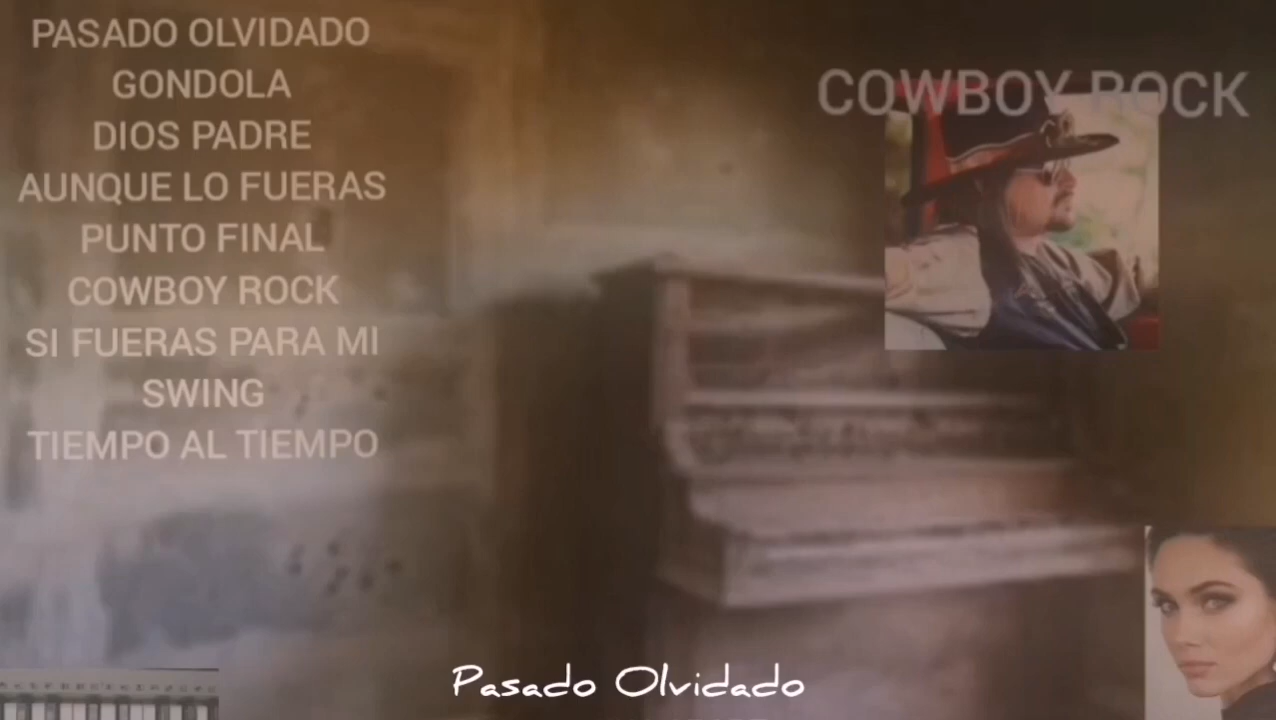 PASADO OLVIDADO
GONDOLA
DIOS PADRE
AUNQUE LO FUERAS
PUNTO FINAL
COWBOY ROCK
SI FUERAS PARA MI
SWING
TIEMPO AL TIEMPO
COWBOY ROCK
Pasado Olvidado